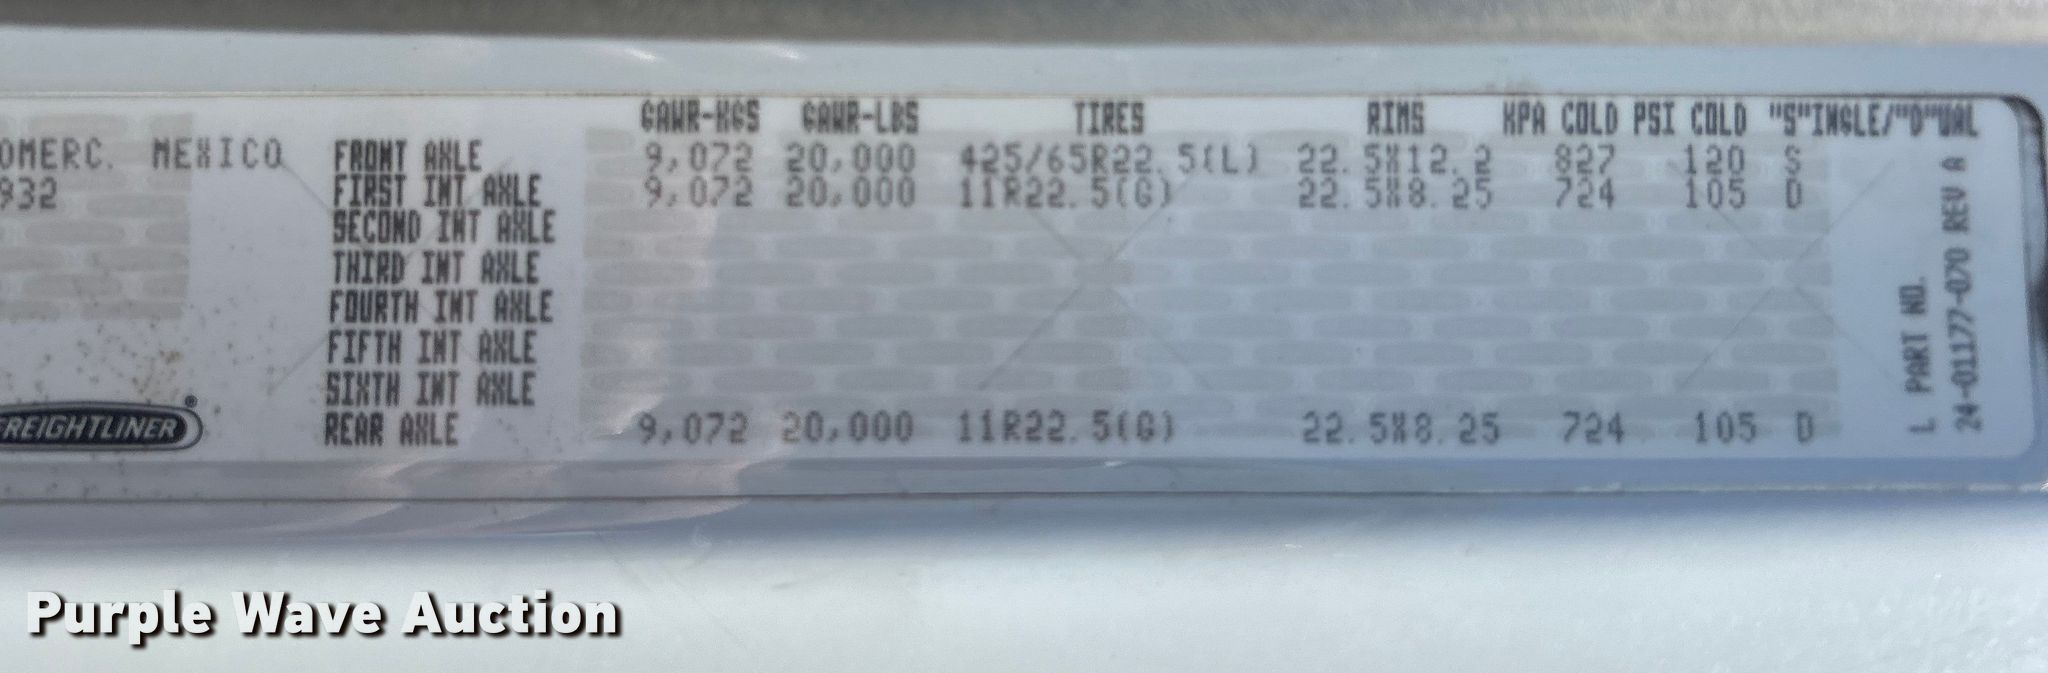 GAWR-KGS GAWR-LBS TIRES RIMS KPA COLD PSI COLD "S"INGLE/"D"UAL
OMERC. MEXICO FRONT AXLE 9,072 20,000 425/65R22.5(L) 22.5X12.2 827 120 S
932 FIRST INT AXLE 9,072 20,000 11R22.5(G) 22.5X8.25 724 105 D
SECOND INT AXLE
THIRD INT AXLE
FOURTH INT AXLE
FIFTH INT AXLE
SIXTH INT AXLE
FREIGHTLINER® REAR AXLE 9,072 20,000 11R22.5(G) 22.5X8.25 724 105 D
L PART NO.
24-01177-070 REV A
Purple Wave Auction